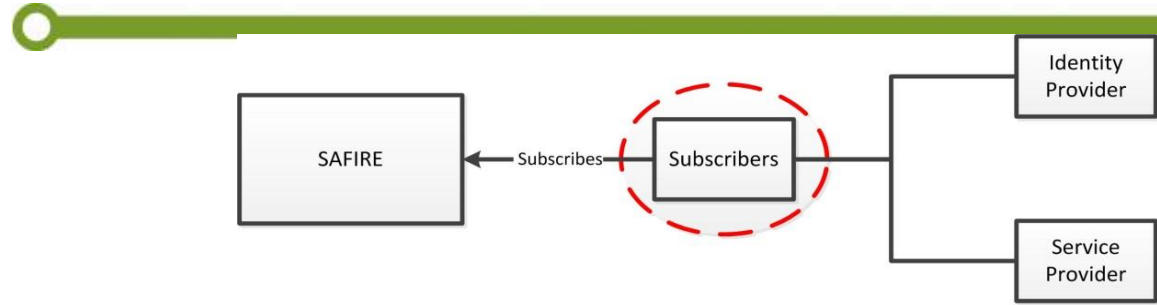 SAFIRE
Subscribes
Subscribers
Identity
Provider
Service
Provider